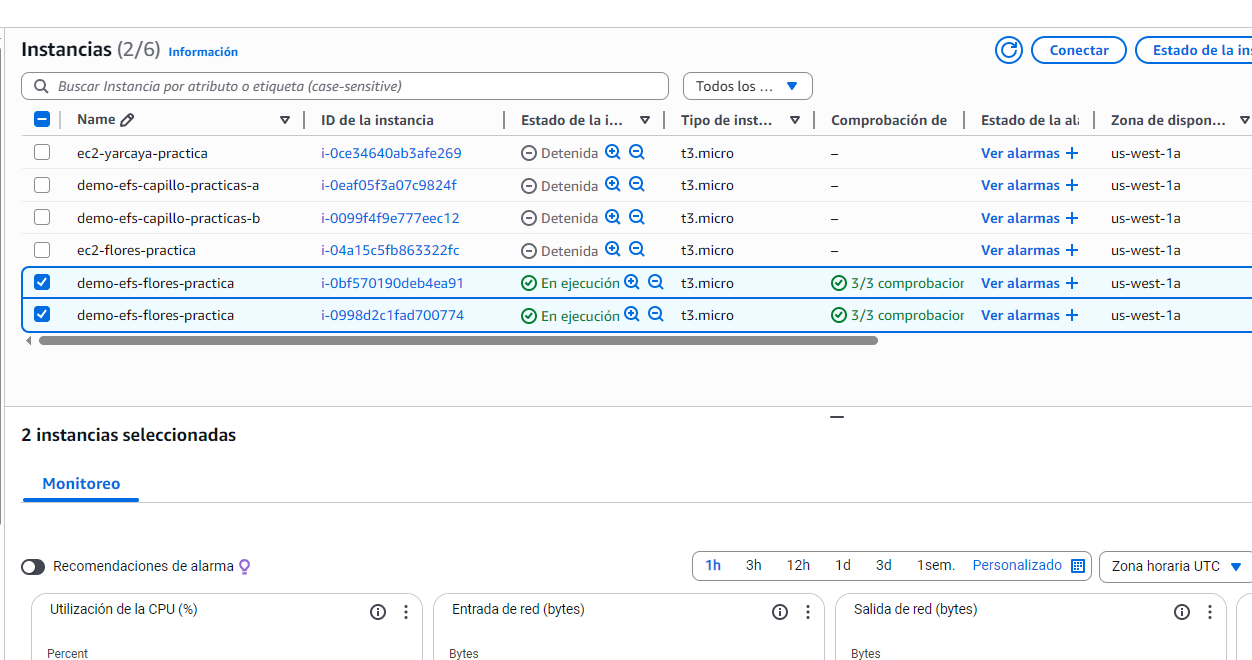 Instancias (2/6) Información
Conectar
Estado de la ins
Buscar Instancia por atributo o etiqueta (case-sensitive)
Todos los ...
Name ID de la instancia Estado de la i... Tipo de inst... Comprobación de Estado de la ala Zona de dispon...
ec2-yarcaya-practica i-0ce34640ab3afe269 Detenida t3.micro – Ver alarmas + us-west-1a
demo-efs-capillo-practicas-a i-0eaf05f3a07c9824f Detenida t3.micro – Ver alarmas + us-west-1a
demo-efs-capillo-practicas-b i-0099f4f9e777eec12 Detenida t3.micro – Ver alarmas + us-west-1a
ec2-flores-practica i-04a15c5fb863322fc Detenida t3.micro – Ver alarmas + us-west-1a
demo-efs-flores-practica i-0bf570190deb4ea91 En ejecución t3.micro 3/3 comprobacion Ver alarmas + us-west-1a
demo-efs-flores-practica i-0998d2c1fad700774 En ejecución t3.micro 3/3 comprobacion Ver alarmas + us-west-1a
2 instancias seleccionadas
Monitoreo
Recomendaciones de alarma
1h 3h 12h 1d 3d 1sem. Personalizado
Zona horaria UTC
Utilización de la CPU (%)
Percent
Entrada de red (bytes)
Bytes
Salida de red (bytes)
Bytes